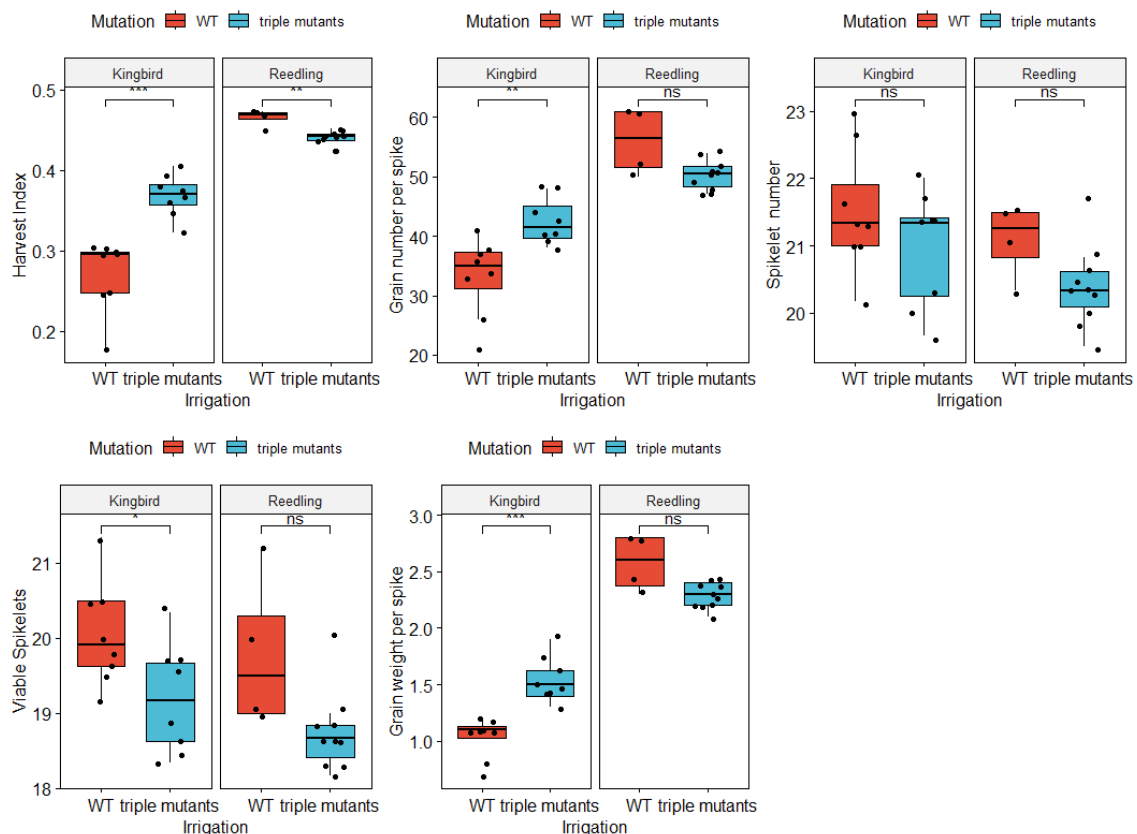 Mutation WT triple mutants
Kingbird Reedling
*** **
Harvest Index
0.5
0.4
0.3
0.2
WT triple mutants WT triple mutants
Irrigation
Mutation WT triple mutants
Kingbird Reedling
** ns
Grain number per spike
60
50
40
30
20
WT triple mutants WT triple mutants
Irrigation
Mutation WT triple mutants
Kingbird Reedling
ns ns
Spikelet number
23
22
21
20
WT triple mutants WT triple mutants
Irrigation
Mutation WT triple mutants
Kingbird Reedling
* ns
Viable Spikelets
21
20
19
18
WT triple mutants WT triple mutants
Irrigation
Mutation WT triple mutants
Kingbird Reedling
*** ns
Grain weight per spike
3.0
2.5
2.0
1.5
1.0
WT triple mutants WT triple mutants
Irrigation